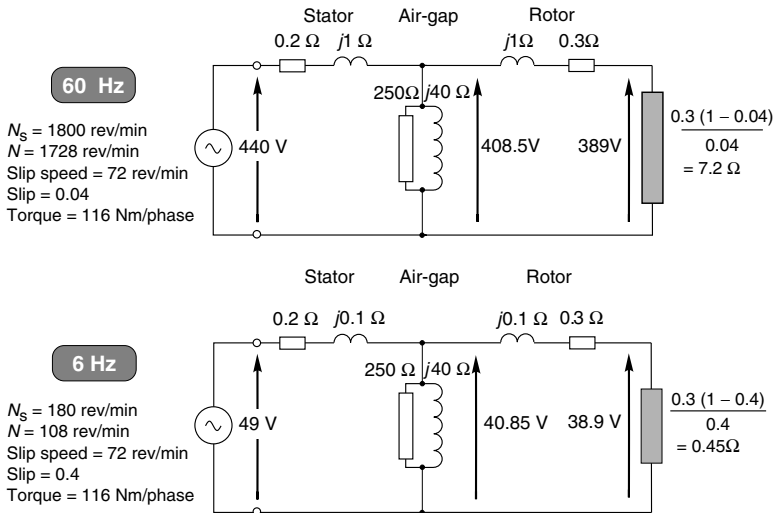 Stator Air-gap Rotor
0.2 Ω j1 Ω j1Ω 0.3Ω
60 Hz
250Ω j40 Ω
N_S = 1800 rev/min
N = 1728 rev/min
Slip speed = 72 rev/min
Slip = 0.04
Torque = 116 Nm/phase
440 V 408.5V 389V
0.3 (1 – 0.04)
0.04
= 7.2 Ω
Stator Air-gap Rotor
0.2 Ω j0.1 Ω j0.1 Ω 0.3 Ω
6 Hz
250 Ω j40 Ω
N_S = 180 rev/min
N = 108 rev/min
Slip speed = 72 rev/min
Slip = 0.4
Torque = 116 Nm/phase
49 V 40.85 V 38.9 V
0.3 (1 – 0.4)
0.4
= 0.45Ω